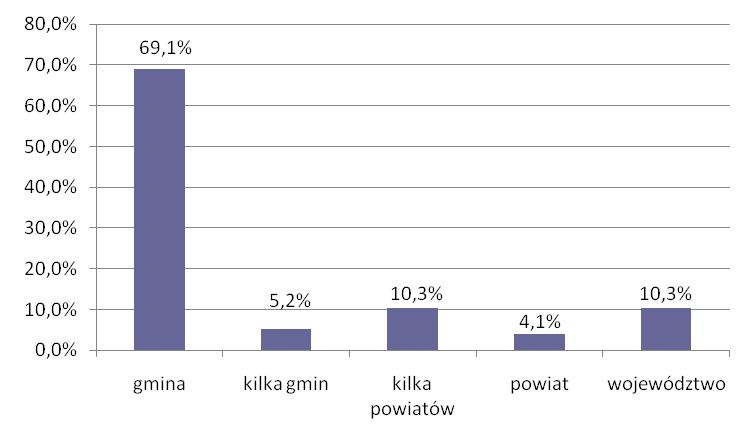 80,0%
70,0%
60,0%
50,0%
40,0%
30,0%
20,0%
10,0%
0,0%
69,1%
5,2%
10,3%
4,1%
10,3%
gmina
kilka gmin
kilka
powiatów
powiat
województwo